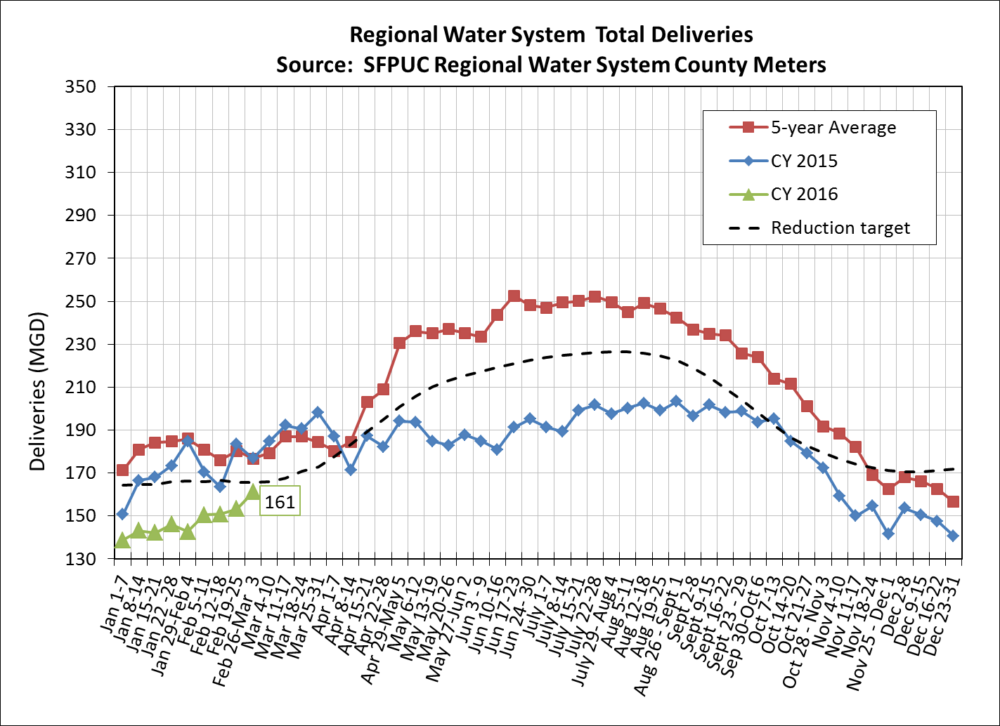 Regional Water System  Total Deliveries
Source:  SFPUC Regional Water System County Meters
350
330
310
290
270
250
230
210
190
170
150
130
Deliveries (MGD)
5-year Average
CY 2015
CY 2016
Reduction target
161
Jan 1-7
Jan 8-14
Jan 15-21
Jan 22 -28
Jan 29-Feb 4
Feb 5-11
Feb 12-18
Feb 19-25
Feb 26-Mar 3
Mar 4-10
Mar 11-17
Mar 18-24
Mar 25-31
Apr 1-7
Apr 8-14
Apr 15-21
Apr 22-28
Apr 29-May 5
May 6-12
May 13-19
May 20-26
May 27-Jun 2
Jun 3 - 9
Jun 10-16
Jun 17-23
Jun 24- 30
July 1-7
July 8-14
July 15-21
July 22-28
July 29- Aug 4
Aug 5-11
Aug 12-18
Aug 19-25
Aug 26 - Sept 1
Sept 2-8
Sept 9-15
Sept 16-22
Sept 23 - 29
Sep 30-Oct 6
Oct 7-13
Oct 14-20
Oct 21-27
Oct 28 - Nov 3
Nov 4-10
Nov 11-17
Nov 18-24
Nov 25 - Dec 1
Dec 2-8
Dec 9-15
Dec 16-22
Dec 23-31